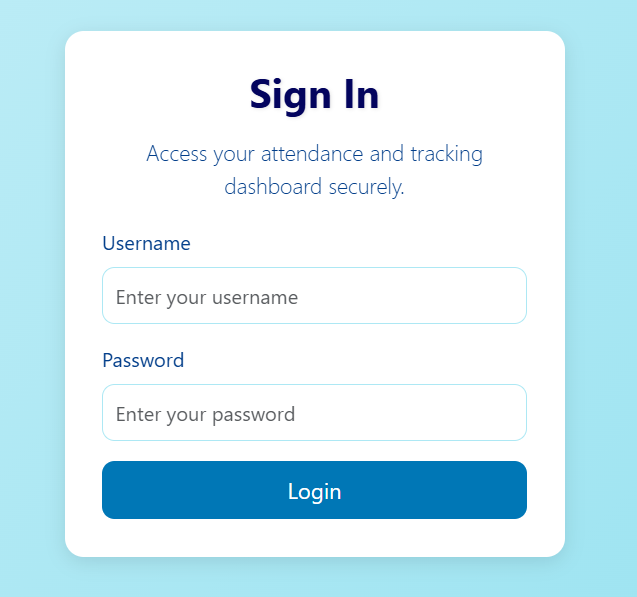 Sign In
Access your attendance and tracking
dashboard securely.
Username
Enter your username
Password
Enter your password
Login